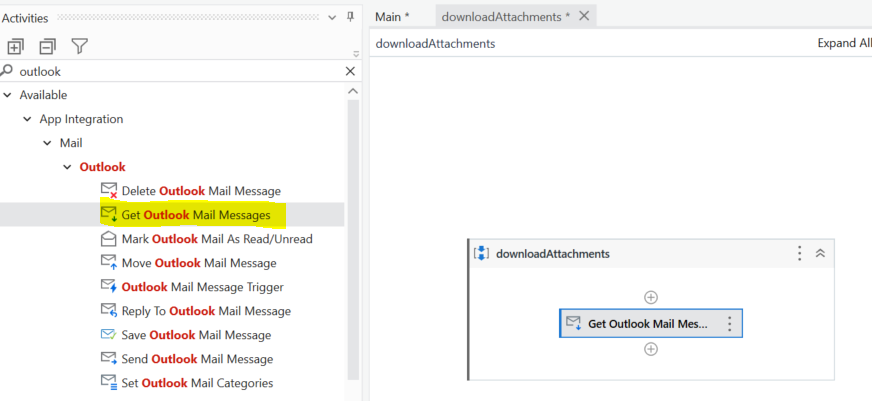 Activities
outlook
Available
App Integration
Mail
Outlook
Delete Outlook Mail Message
Get Outlook Mail Messages
Mark Outlook Mail As Read/Unread
Move Outlook Mail Message
Outlook Mail Message Trigger
Reply To Outlook Mail Message
Save Outlook Mail Message
Send Outlook Mail Message
Set Outlook Mail Categories
Main * downloadAttachments *
downloadAttachments Expand All
downloadAttachments
Get Outlook Mail Mes...